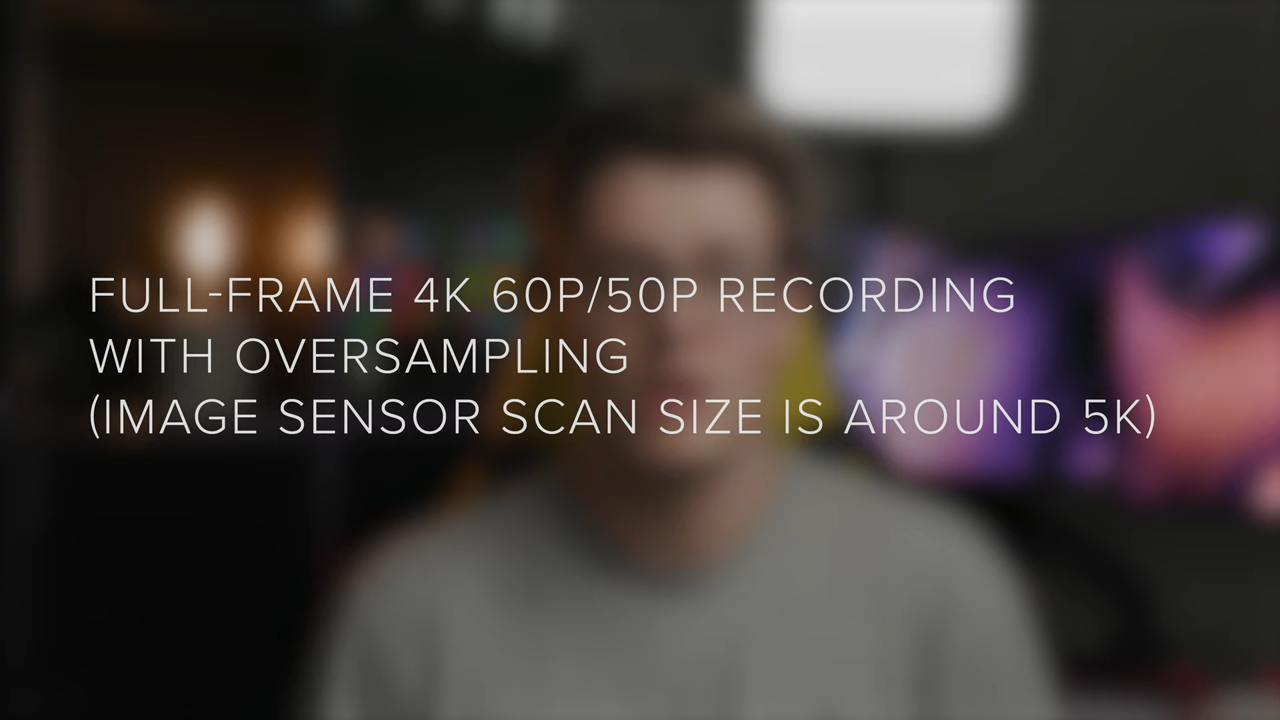 FULL-FRAME 4K 60P/50P RECORDING
WITH OVERSAMPLING
(IMAGE SENSOR SCAN SIZE IS AROUND 5K)